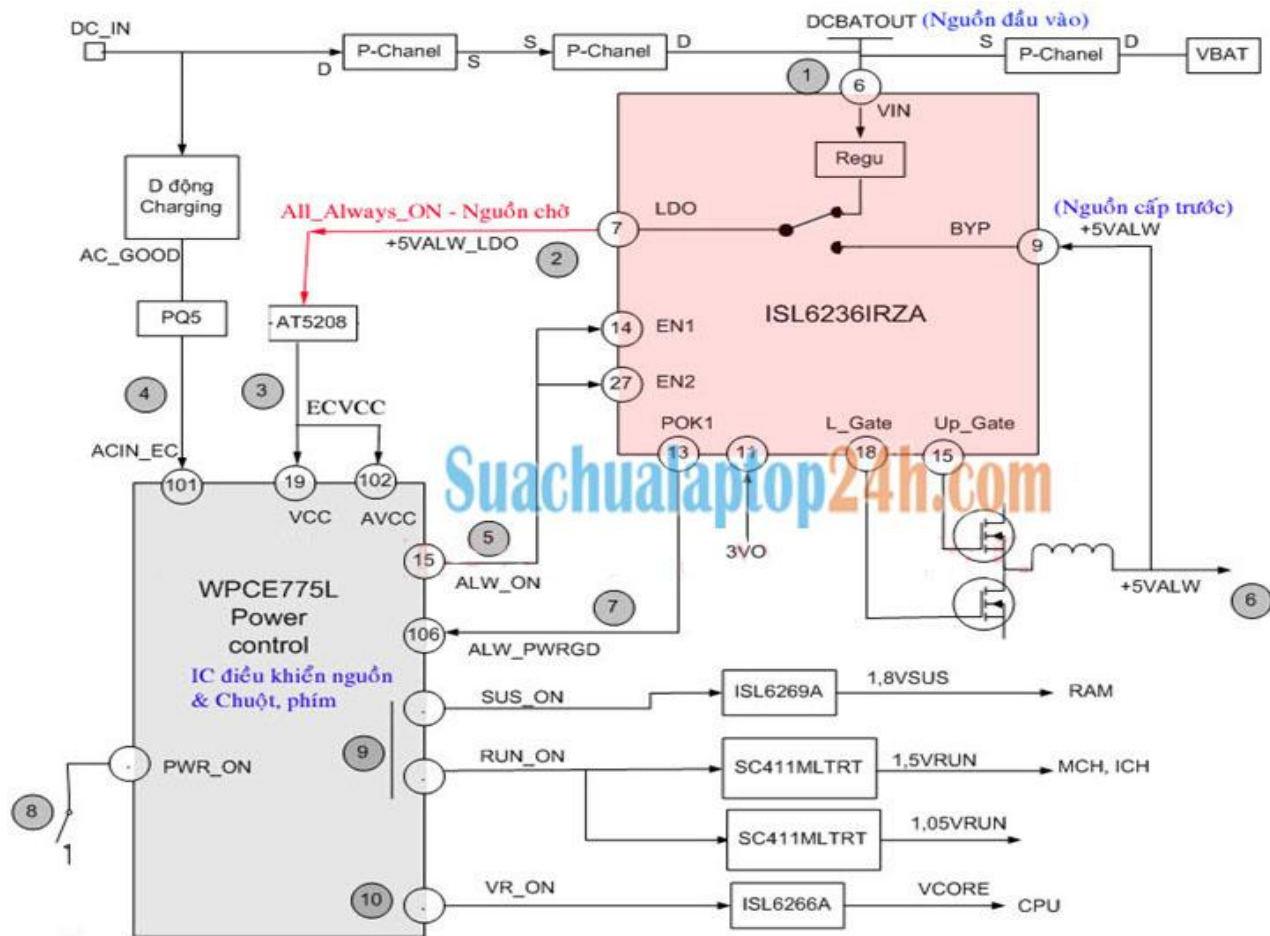 DC_IN
DCBATOUT (Nguồn đầu vào)
P-Chanel
D
S
S
P-Chanel
D
S
P-Chanel
D
VBAT
1
6
VIN
Regu
D động
Charging
All_Always_ON - Nguồn chờ
7
LDO
+5VALW_LDO
2
(Nguồn cấp trước)
BYP
9
+5VALW
AC_GOOD
PQ5
AT5208
ISL6236IRZA
14
EN1
27
EN2
4
3
ECVCC
POK1
L_Gate
Up_Gate
13
11
18
15
ACIN_EC
101
19
102
VCC
AVCC
Suachualaptop24h.com
3VO
15
5
ALW_ON
WPCE775L
Power
control
IC điều khiển nguồn
& Chuột, phím
+5VALW
6
7
106
ALW_PWRGD
SUS_ON
ISL6269A
1,8VSUS
RAM
9
RUN_ON
SC411MLTRT
1,5VRUN
MCH, ICH
PWR_ON
8
SC411MLTRT
1,05VRUN
10
VR_ON
ISL6266A
VCORE
CPU